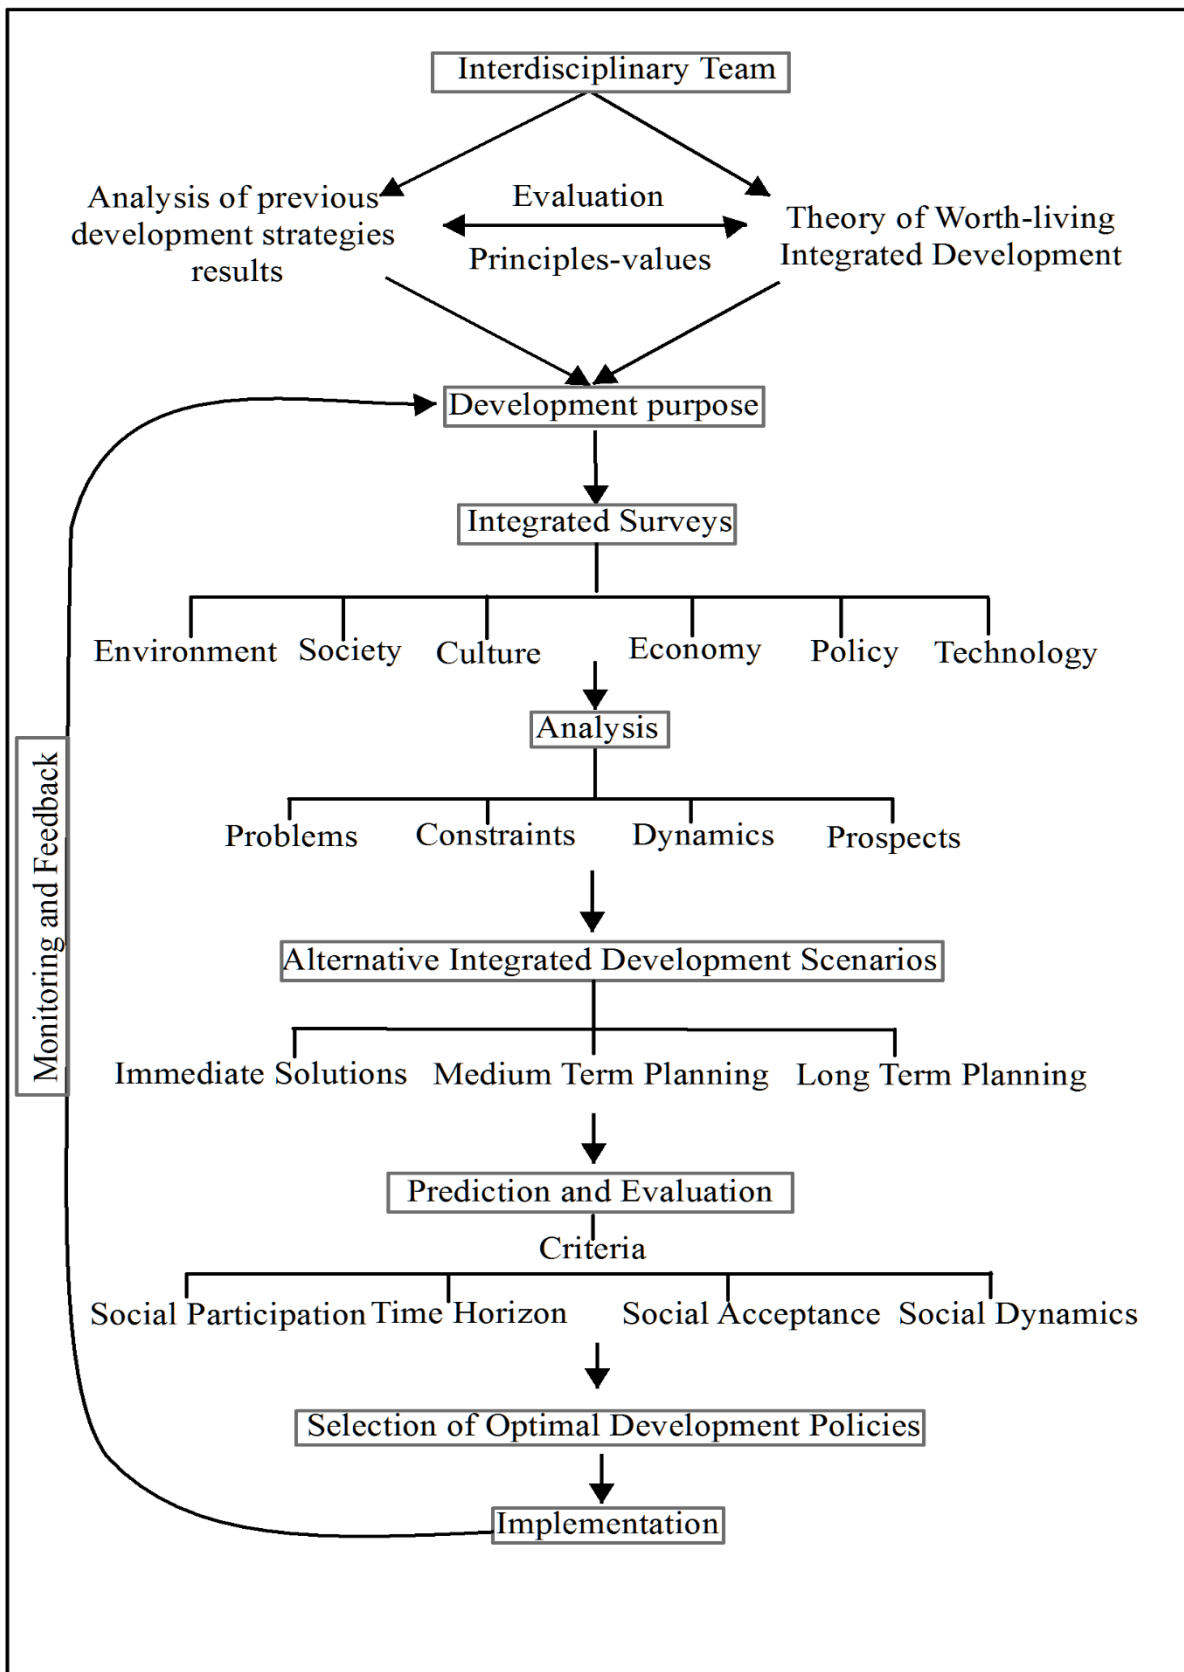 Interdisciplinary Team
Analysis of previous
development strategies
results
Evaluation
Principles-values
Theory of Worth-living
Integrated Development
Development purpose
Integrated Surveys
Environment Society Culture Economy Policy Technology
Analysis
Problems Constraints Dynamics Prospects
Alternative Integrated Development Scenarios
Immediate Solutions Medium Term Planning Long Term Planning
Prediction and Evaluation
Criteria
Social Participation Time Horizon Social Acceptance Social Dynamics
Selection of Optimal Development Policies
Implementation
Monitoring and Feedback